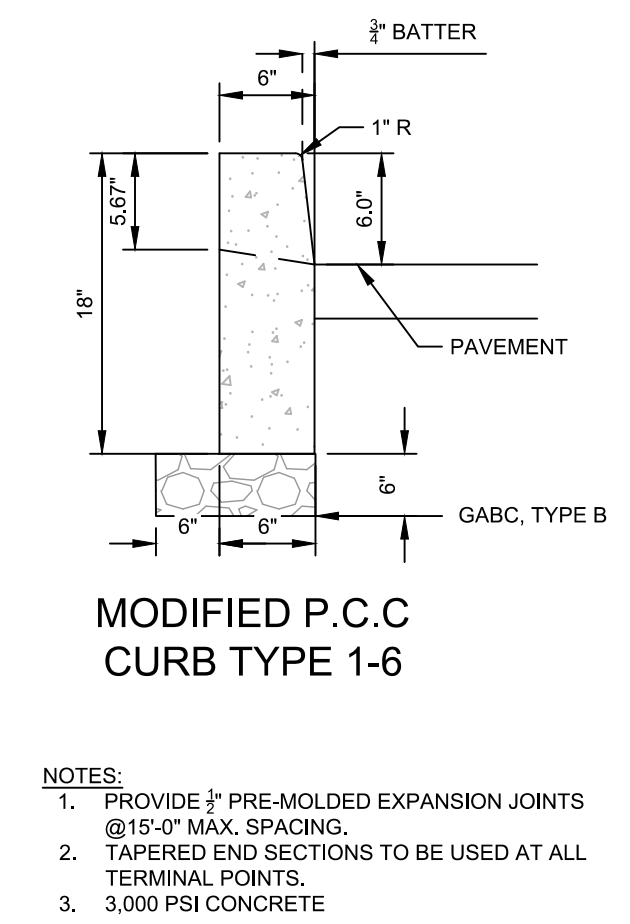 3/4" BATTER
6"
1" R
5.67"
6.0"
18"
PAVEMENT
6"
GABC, TYPE B
6" 6"
MODIFIED P.C.C
CURB TYPE 1-6
NOTES:
1. PROVIDE 1/2" PRE-MOLDED EXPANSION JOINTS
@15'-0" MAX. SPACING.
2. TAPERED END SECTIONS TO BE USED AT ALL
TERMINAL POINTS.
3. 3,000 PSI CONCRETE